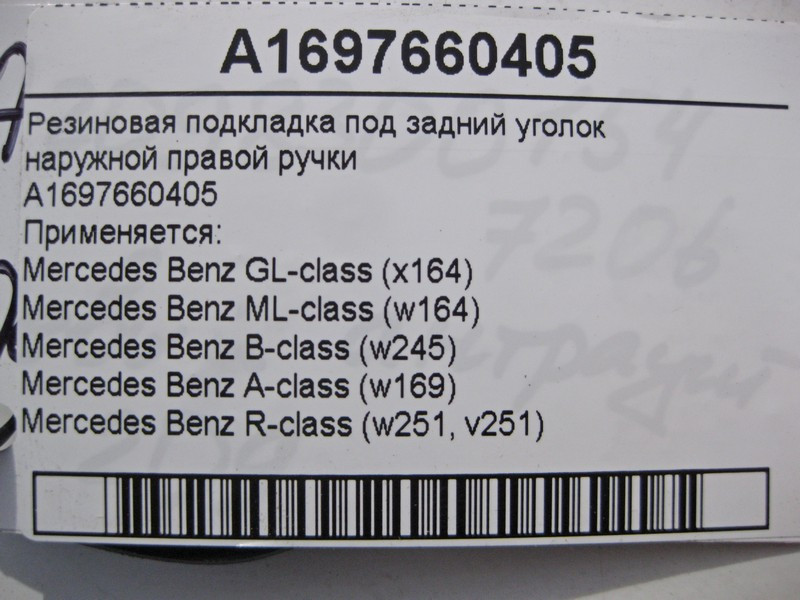 A1697660405
Резиновая подкладка под задний уголок
наружной правой ручки
A1697660405
Применяется:
Mercedes Benz GL-class (x164)
Mercedes Benz ML-class (w164)
Mercedes Benz B-class (w245)
Mercedes Benz A-class (w169)
Mercedes Benz R-class (w251, v251)
7206